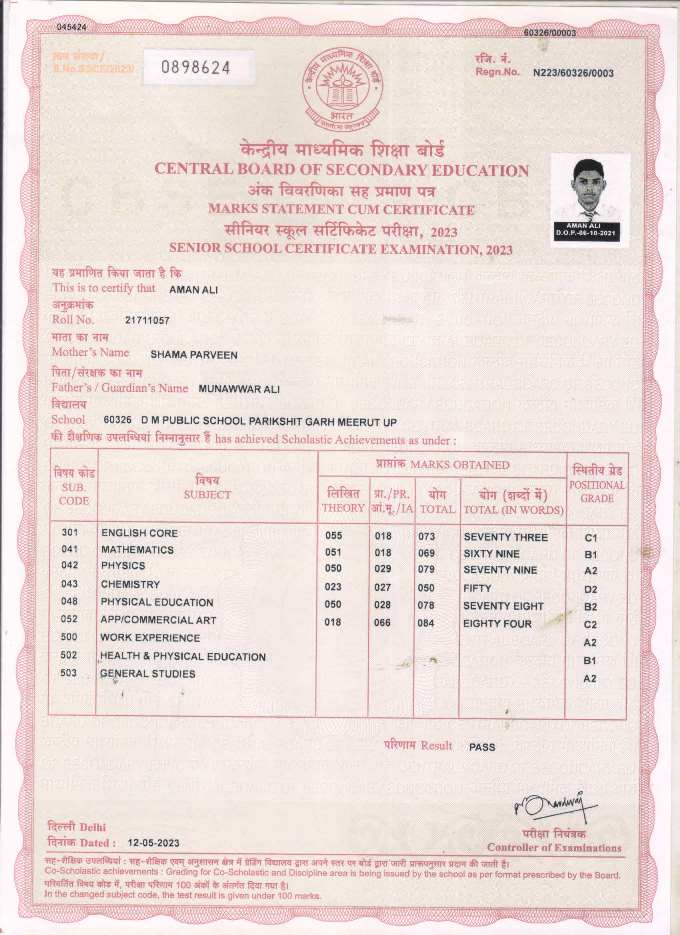 045424
60326/00003
क्रम संख्या/
S.No.SSCE/2023/
0898624
रजि. नं.
Regn.No. N223/60326/0003
केन्द्रीय माध्यमिक शिक्षा बोर्ड
भारत
केन्द्रीय माध्यमिक शिक्षा बोर्ड
CENTRAL BOARD OF SECONDARY EDUCATION
अंक विवरणिका सह प्रमाण पत्र
MARKS STATEMENT CUM CERTIFICATE
सीनियर स्कूल सर्टिफिकेट परीक्षा, 2023
SENIOR SCHOOL CERTIFICATE EXAMINATION, 2023
AMAN ALI
D.O.P.-06-10-2021
यह प्रमाणित किया जाता है कि
This is to certify that AMAN ALI
अनुक्रमांक
Roll No. 21711057
माता का नाम
Mother's Name SHAMA PARVEEN
पिता/संरक्षक का नाम
Father's / Guardian's Name MUNAWWAR ALI
विद्यालय
School 60326 D M PUBLIC SCHOOL PARIKSHIT GARH MEERUT UP
की शैक्षणिक उपलब्धियां निम्नानुसार हैं has achieved Scholastic Achievements as under :
विषय कोड
SUB.
CODE
विषय
SUBJECT
प्राप्तांक MARKS OBTAINED
लिखित
THEORY
प्रा./PR.
आं.मू./IA
योग
TOTAL
योग (शब्दों में)
TOTAL (IN WORDS)
स्थितीय ग्रेड
POSITIONAL
GRADE
301 ENGLISH CORE 055 018 073 SEVENTY THREE C1
041 MATHEMATICS 051 018 069 SIXTY NINE B1
042 PHYSICS 050 029 079 SEVENTY NINE A2
043 CHEMISTRY 023 027 050 FIFTY D2
048 PHYSICAL EDUCATION 050 028 078 SEVENTY EIGHT B2
052 APP/COMMERCIAL ART 018 066 084 EIGHTY FOUR C2
500 WORK EXPERIENCE A2
502 HEALTH & PHYSICAL EDUCATION B1
503 GENERAL STUDIES A2
परिणाम Result PASS
दिल्ली Delhi
दिनांक Dated : 12-05-2023
परीक्षा नियंत्रक
Controller of Examinations
सह-शैक्षिक उपलब्धियां : सह-शैक्षिक एवम् अनुशासन क्षेत्र में ग्रेडिंग विद्यालय द्वारा अपने स्तर पर बोर्ड द्वारा जारी प्रारूपनुसार प्रदान की जाती है।
Co-Scholastic achievements : Grading for Co-Scholastic and Discipline area is being issued by the school as per format prescribed by the Board.
परिवर्तित विषय कोड में, परीक्षा परिणाम 100 अंकों के अंतर्गत दिया गया है।
In the changed subject code, the test result is given under 100 marks.